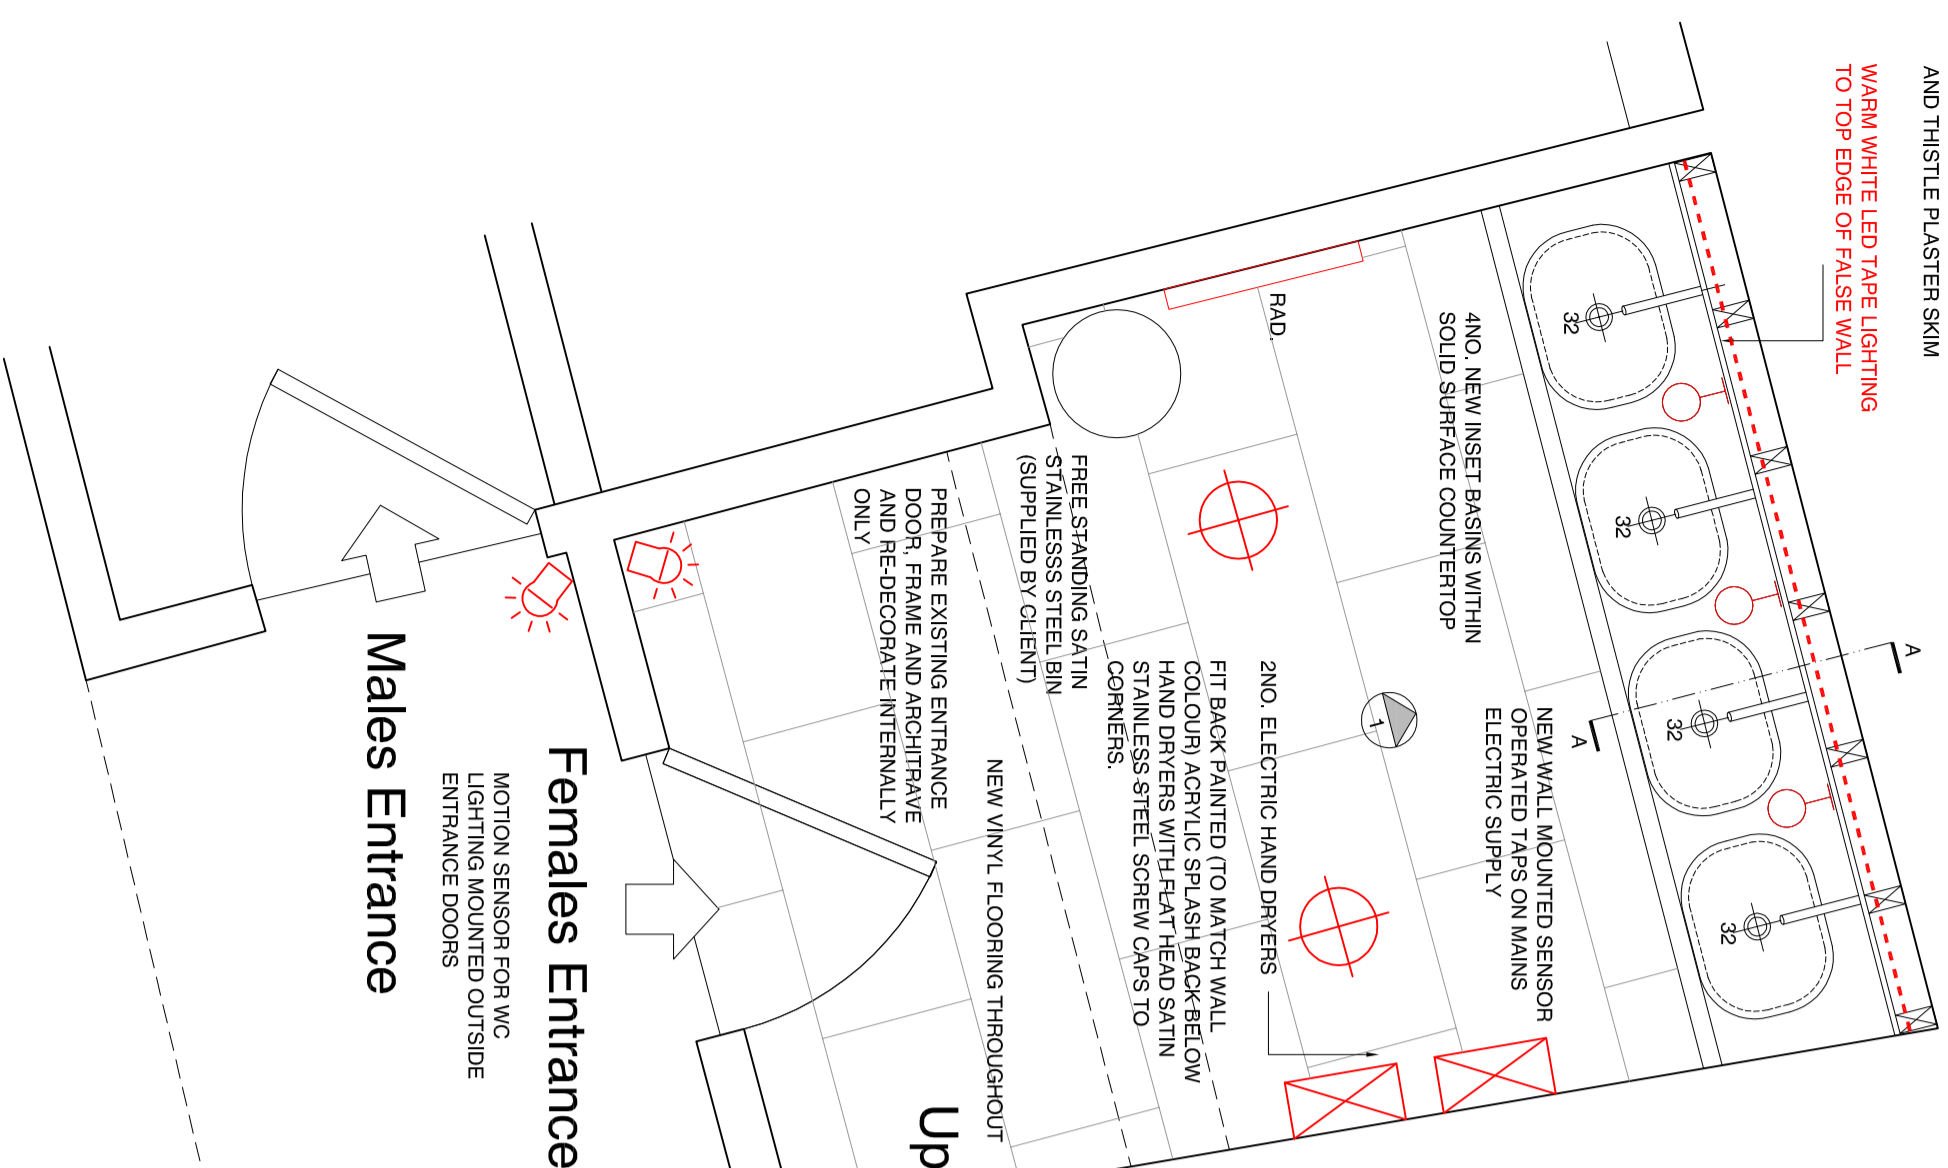 AND THISTLE PLASTER SKIM
WARM WHITE LED TAPE LIGHTING
TO TOP EDGE OF FALSE WALL
A
A
32
32
32
32
NEW WALL MOUNTED SENSOR
OPERATED TAPS ON MAINS
ELECTRIC SUPPLY
4NO. NEW INSET BASINS WITHIN
SOLID SURFACE COUNTERTOP
1
RAD.
2NO. ELECTRIC HAND DRYERS
FIT BACK PAINTED (TO MATCH WALL
COLOUR) ACRYLIC SPLASH BACK BELOW
HAND DRYERS WITH FLAT HEAD SATIN
STAINLESS STEEL SCREW CAPS TO
CORNERS.
FREE STANDING SATIN
STAINLESSS STEEL BIN
(SUPPLIED BY CLIENT)
NEW VINYL FLOORING THROUGHOUT
PREPARE EXISTING ENTRANCE
DOOR, FRAME AND ARCHITRAVE
AND RE-DECORATE INTERNALLY
ONLY
Up
Females Entrance
MOTION SENSOR FOR WC
LIGHTING MOUNTED OUTSIDE
ENTRANCE DOORS
Males Entrance